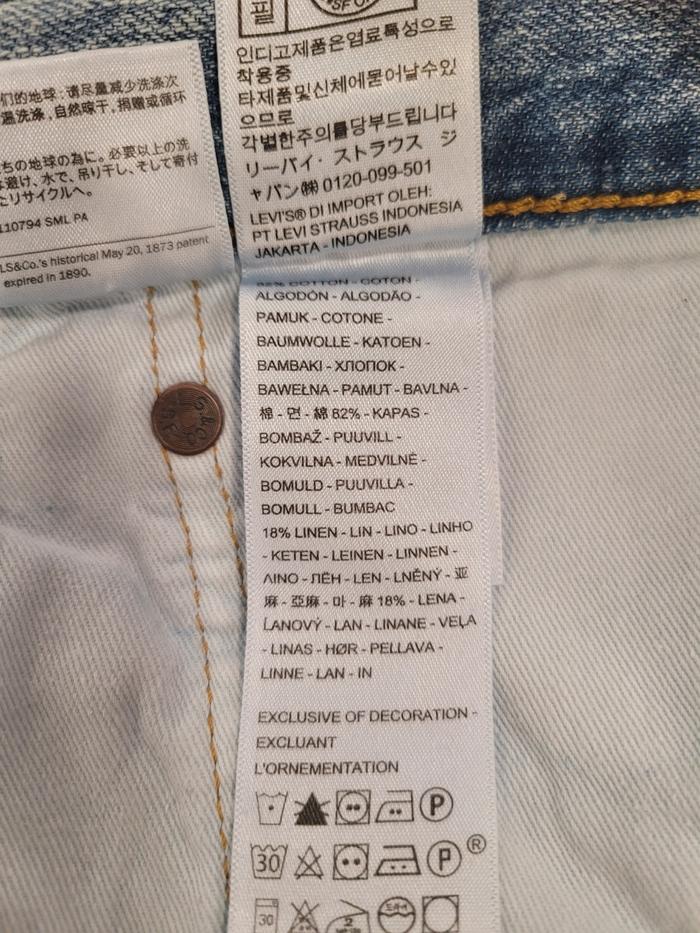 们的地球: 请尽量减少洗涤次
温洗涤, 自然晾干, 捐赠或循环
ちの地球の為に。必要以上の洗
避け、水で、吊り干し、そして寄付
たリサイクルへ。
110794 SML PA
LS&Co.'s historical May 20, 1873 patent
expired in 1890.
필
SF
인디고제품은염료특성으로
착용중
타제품및신체에묻어날수있
으므로
각별한주의를당부드립니다
リーバイ・ストラウス ジ
ャパン㈱ 0120-099-501
LEVI'S® DI IMPORT OLEH:
PT LEVI STRAUSS INDONESIA
JAKARTA - INDONESIA
82% COTTON - COTON -
ALGODÓN - ALGODÃO -
PAMUK - COTONE -
BAUMWOLLE - KATOEN -
BAMBAKI - ХЛОПОК -
BAWEŁNA - PAMUT - BAVLNA -
棉 - 면 - 綿 82% - KAPAS -
BOMBAŽ - PUUVILL -
KOKVILNA - MEDVILNĖ -
BOMULD - PUUVILLA -
BOMULL - BUMBAC
18% LINEN - LIN - LINO - LINHO
- KETEN - LEINEN - LINNEN -
ΛΙΝΟ - ЛЁН - LEN - LNĚNÝ - 亚
麻 - 亞麻 - 마 - 麻 18% - LENA -
ĽANOVÝ - LAN - LINANE - VEĻA
- LINAS - HØR - PELLAVA -
LINNE - LAN - IN
EXCLUSIVE OF DECORATION -
EXCLUANT
L'ORNEMENTATION
P
30 P ®
30 2